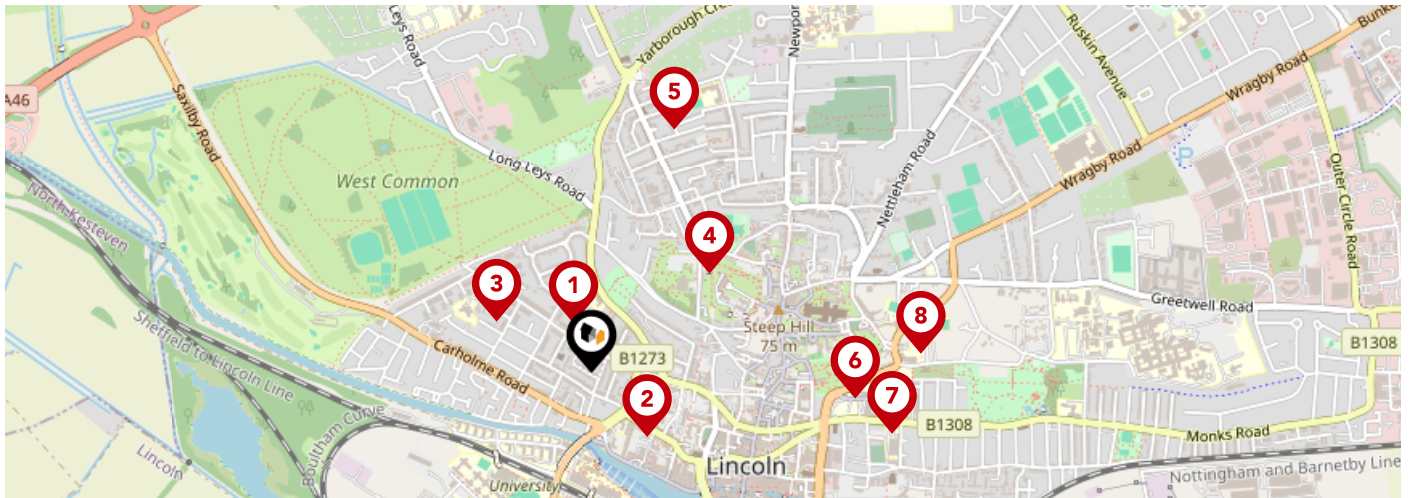 Yarborough Cre
Leys Road
Newpor
Ruskin Avenue
Bunke
Wragby Road
A46
Saxilby Road
5
Long Leys Road
West Common
Nettleham Road
Wragby Road
P
Outer Circle Road
North Kesteven
4
3
1
Greetwell Road
8
Steep Hill
75 m
Sheffield to Lincoln Line
Carholme Road
B1273
6
B1308
2
7
B1308
Boultham Curve
Monks Road
Lincoln
Lincoln
University
Nottingham and Barnetby Line